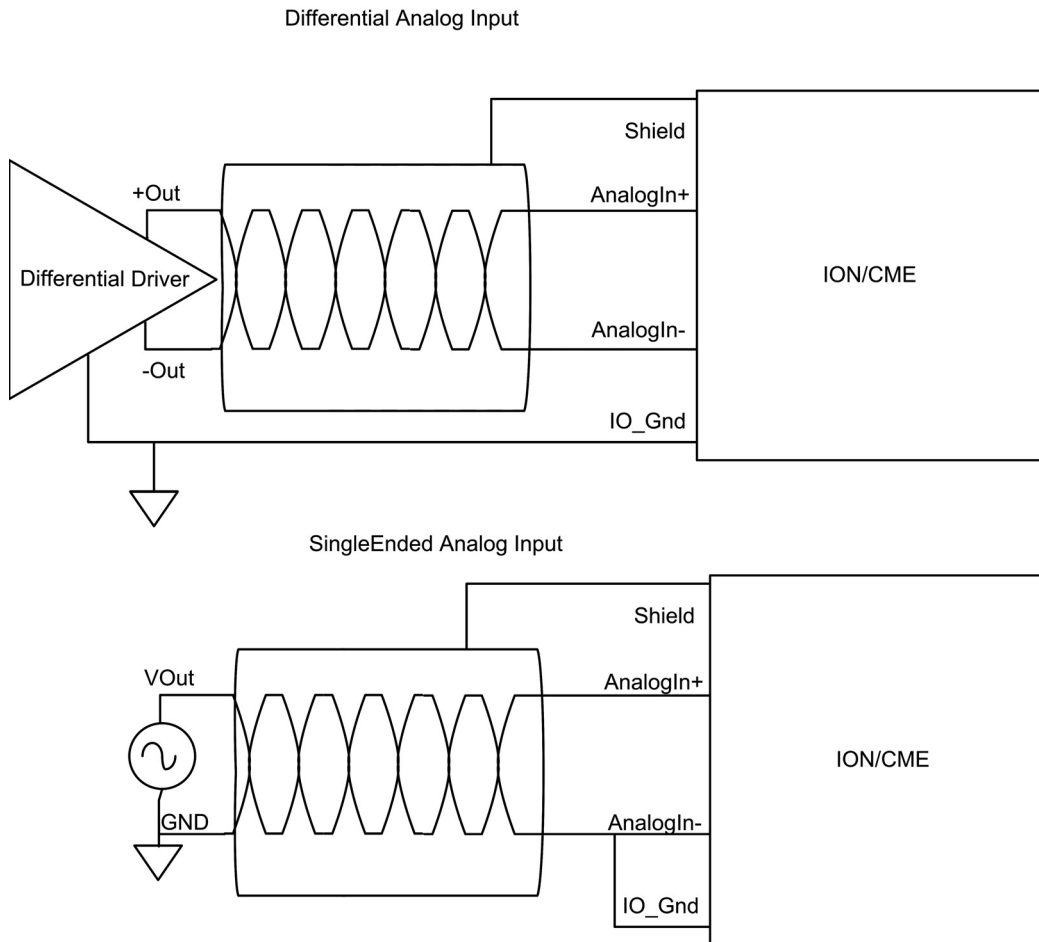 Differential Analog Input
Shield
+Out
AnalogIn+
Differential Driver
ION/CME
AnalogIn-
-Out
IO_Gnd
SingleEnded Analog Input
Shield
VOut
AnalogIn+
ION/CME
GND
AnalogIn-
IO_Gnd